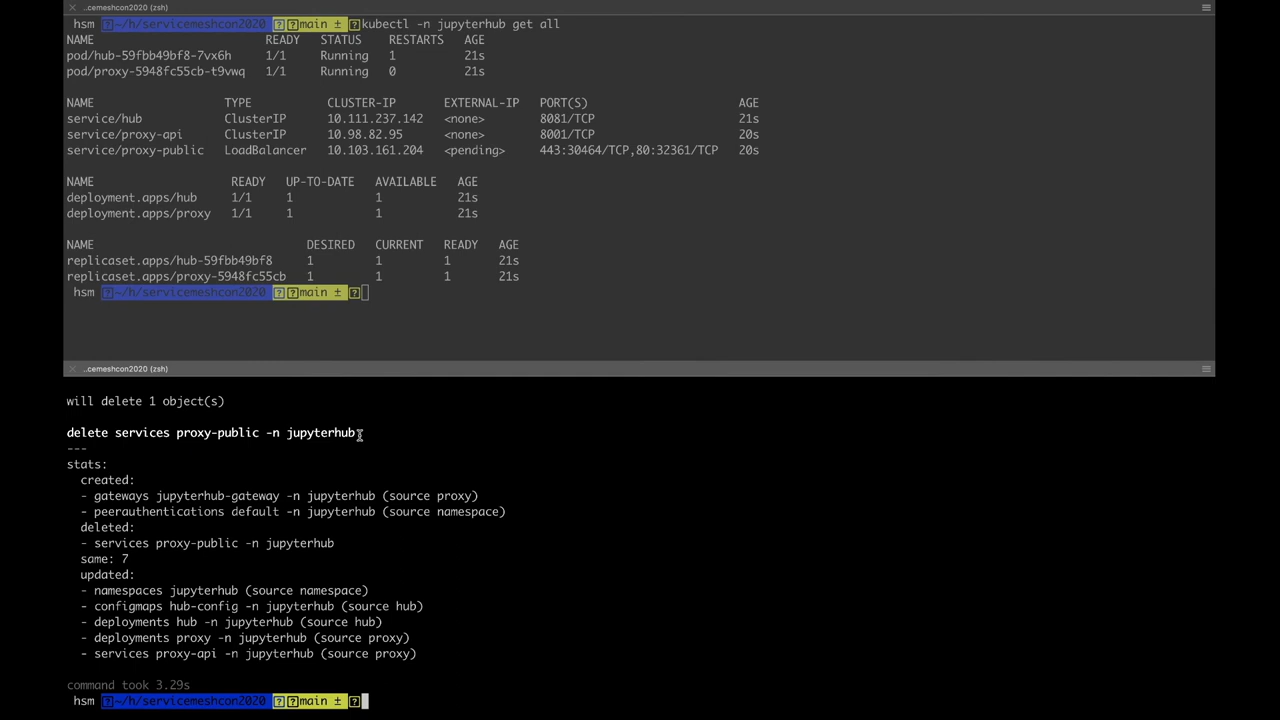 ..cemeshcon2020 (zsh)
hsm ~/h/servicemeshcon2020 main ± kubectl -n jupyterhub get all
NAME READY STATUS RESTARTS AGE
pod/hub-59fbb49bf8-7vx6h 1/1 Running 1 21s
pod/proxy-5948fc55cb-t9vwq 1/1 Running 0 21s
NAME TYPE CLUSTER-IP EXTERNAL-IP PORT(S) AGE
service/hub ClusterIP 10.111.237.142 <none> 8081/TCP 21s
service/proxy-api ClusterIP 10.98.82.95 <none> 8001/TCP 20s
service/proxy-public LoadBalancer 10.103.161.204 <pending> 443:30464/TCP,80:32361/TCP 20s
NAME READY UP-TO-DATE AVAILABLE AGE
deployment.apps/hub 1/1 1 1 21s
deployment.apps/proxy 1/1 1 1 21s
NAME DESIRED CURRENT READY AGE
replicaset.apps/hub-59fbb49bf8 1 1 1 21s
replicaset.apps/proxy-5948fc55cb 1 1 1 21s
hsm ~/h/servicemeshcon2020 main ±
..cemeshcon2020 (zsh)
will delete 1 object(s)
delete services proxy-public -n jupyterhub
---
stats:
created:
- gateways jupyterhub-gateway -n jupyterhub (source proxy)
- peerauthentications default -n jupyterhub (source namespace)
deleted:
- services proxy-public -n jupyterhub
same: 7
updated:
- namespaces jupyterhub (source namespace)
- configmaps hub-config -n jupyterhub (source hub)
- deployments hub -n jupyterhub (source hub)
- deployments proxy -n jupyterhub (source proxy)
- services proxy-api -n jupyterhub (source proxy)
command took 3.29s
hsm ~/h/servicemeshcon2020 main ±